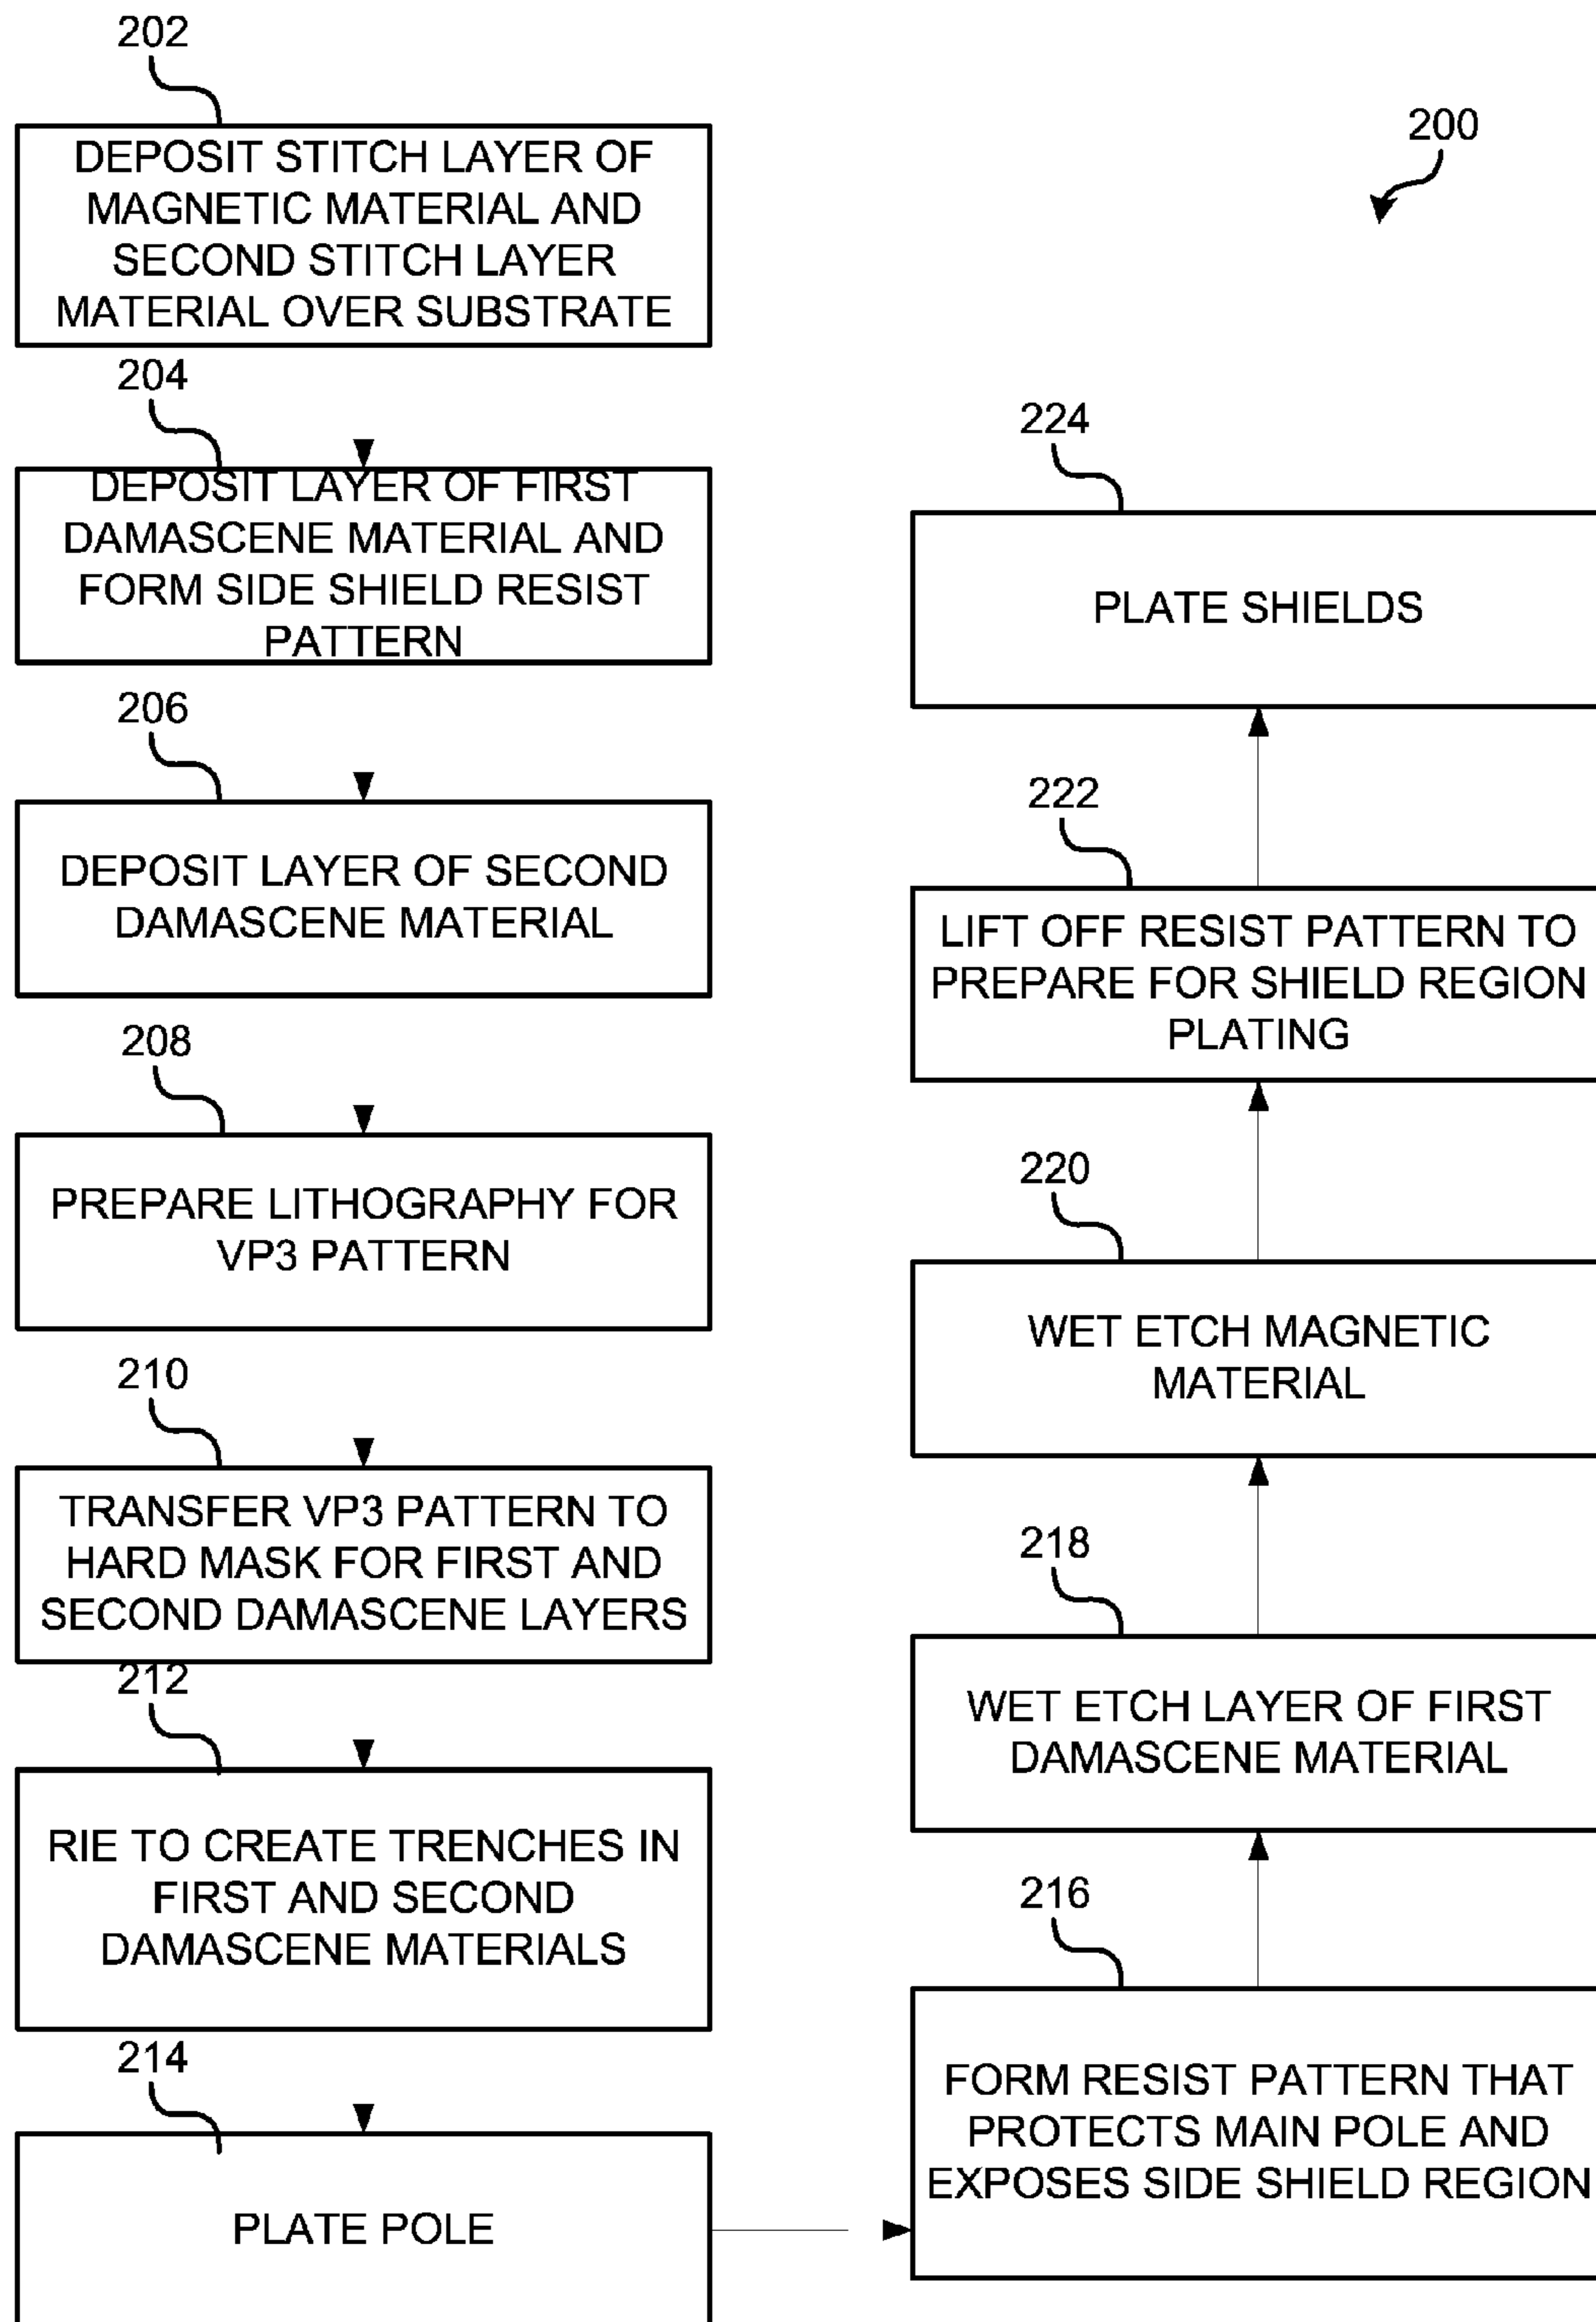 202
DEPOSIT STITCH LAYER OF
MAGNETIC MATERIAL AND
SECOND STITCH LAYER
MATERIAL OVER SUBSTRATE
204
DEPOSIT LAYER OF FIRST
DAMASCENE MATERIAL AND
FORM SIDE SHIELD RESIST
PATTERN
206
DEPOSIT LAYER OF SECOND
DAMASCENE MATERIAL
208
PREPARE LITHOGRAPHY FOR
VP3 PATTERN
210
TRANSFER VP3 PATTERN TO
HARD MASK FOR FIRST AND
SECOND DAMASCENE LAYERS
212
RIE TO CREATE TRENCHES IN
FIRST AND SECOND
DAMASCENE MATERIALS
214
PLATE POLE
200
224
PLATE SHIELDS
222
LIFT OFF RESIST PATTERN TO
PREPARE FOR SHIELD REGION
PLATING
220
WET ETCH MAGNETIC
MATERIAL
218
WET ETCH LAYER OF FIRST
DAMASCENE MATERIAL
216
FORM RESIST PATTERN THAT
PROTECTS MAIN POLE AND
EXPOSES SIDE SHIELD REGION